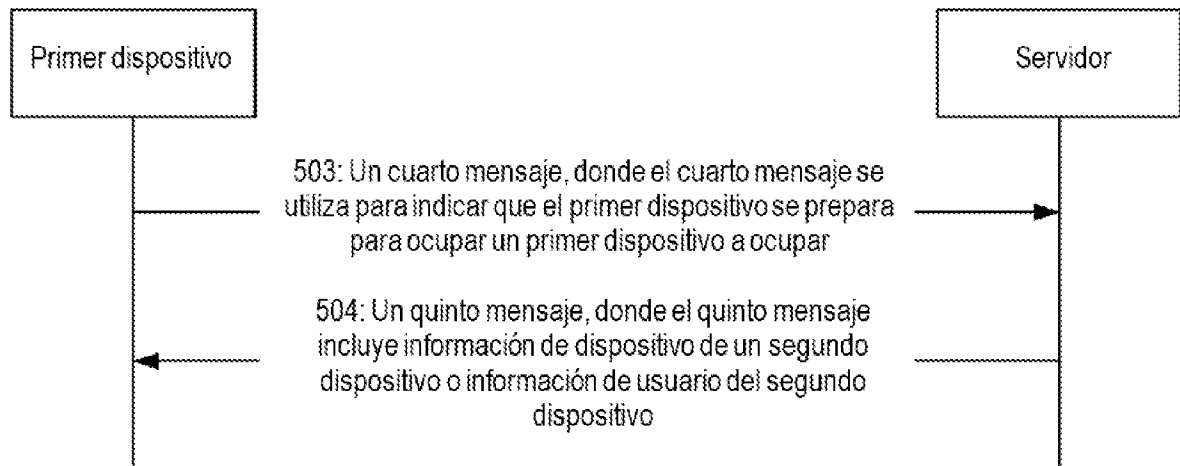 Primer dispositivo
Servidor
503: Un cuarto mensaje, donde el cuarto mensaje se
utiliza para indicar que el primer dispositivo se prepara
para ocupar un primer dispositivo a ocupar
504: Un quinto mensaje, donde el quinto mensaje
incluye información de dispositivo de un segundo
dispositivo o información de usuario del segundo
dispositivo